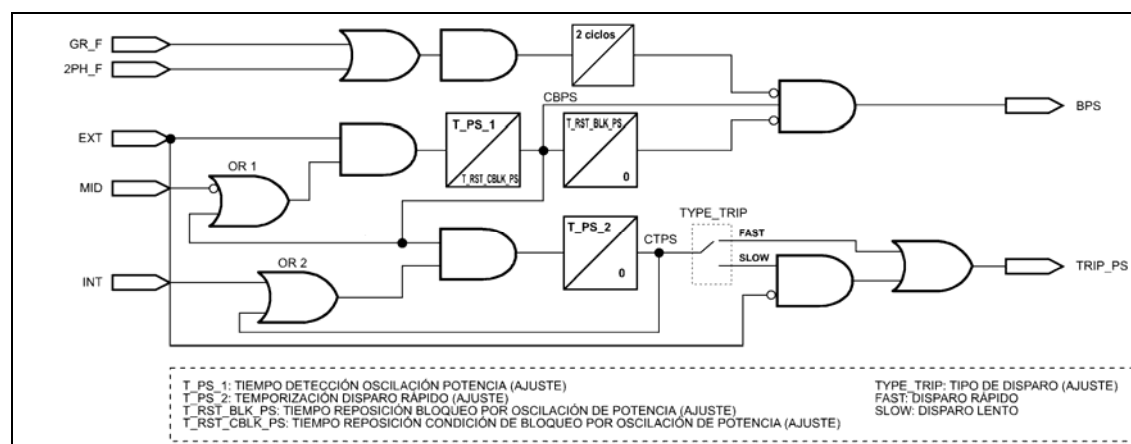 GR_F
2PH_F
2 ciclos
CBPS
BPS
EXT
T_PS_1
T_RST_CBLK_PS
T_RST_BLK_PS
0
MID
OR 1
TYPE_TRIP
T_PS_2
0
CTPS
FAST
SLOW
INT
OR 2
TRIP_PS
T_PS_1: TIEMPO DETECCIÓN OSCILACIÓN POTENCIA (AJUSTE)
T_PS_2: TEMPORIZACIÓN DISPARO RÁPIDO (AJUSTE)
T_RST_BLK_PS: TIEMPO REPOSICIÓN BLOQUEO POR OSCILACIÓN DE POTENCIA (AJUSTE)
T_RST_CBLK_PS: TIEMPO REPOSICIÓN CONDICIÓN DE BLOQUEO POR OSCILACIÓN DE POTENCIA (AJUSTE)
TYPE_TRIP: TIPO DE DISPARO (AJUSTE)
FAST: DISPARO RÁPIDO
SLOW: DISPARO LENTO